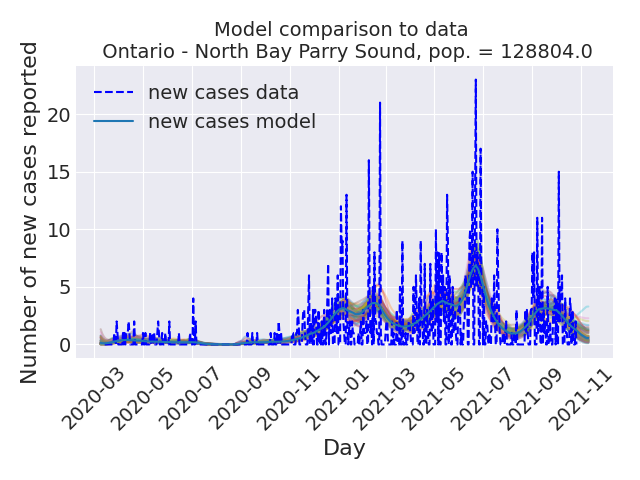 Model comparison to data
Ontario - North Bay Parry Sound, pop. = 128804.0
Number of new cases reported
new cases data
new cases model
20
15
10
5
0
2020-03
2020-05
2020-07
2020-09
2020-11
2021-01
2021-03
2021-05
2021-07
2021-09
2021-11
Day